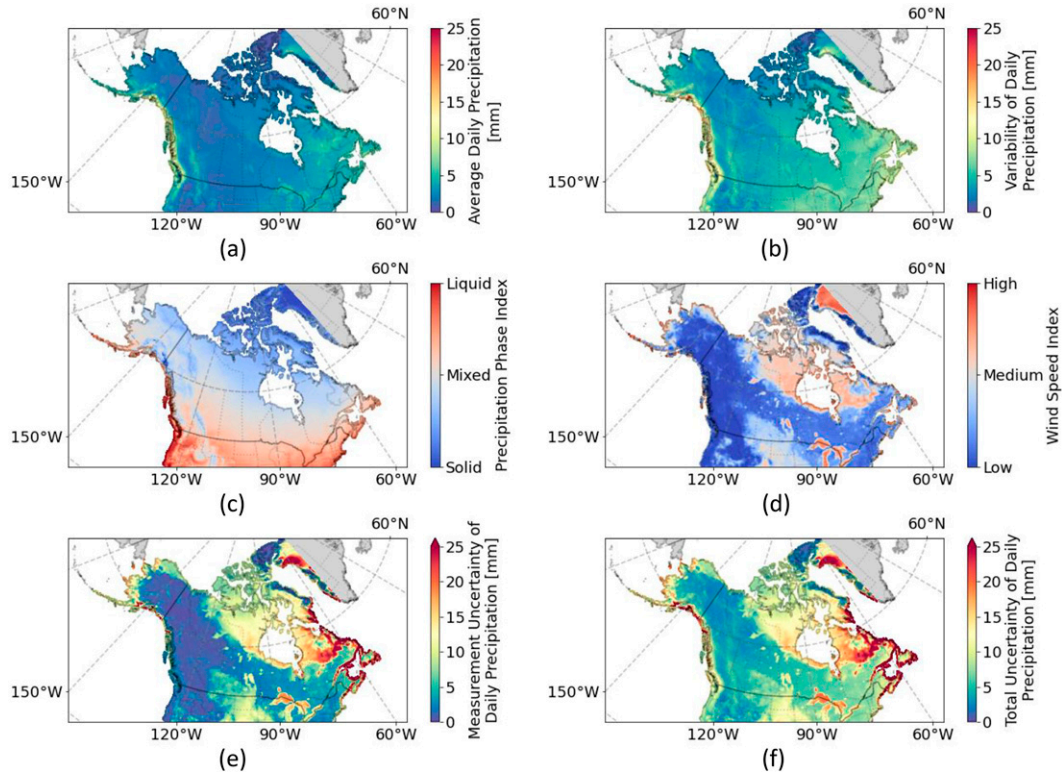 60°N
60°N
25
20
15
10
5
0
Average Daily Precipitation
[mm]
150°W
120°W
90°W
60°W
(a)
25
20
15
10
5
0
Variability of Daily
Precipitation [mm]
150°W
120°W
90°W
60°W
(b)
60°N
Liquid
Mixed
Solid
Precipitation Phase Index
150°W
120°W
90°W
60°W
(c)
60°N
High
Medium
Low
Wind Speed Index
150°W
120°W
90°W
60°W
(d)
60°N
25
20
15
10
5
0
Measurement Uncertainty of
Daily Precipitation [mm]
150°W
120°W
90°W
60°W
(e)
60°N
25
20
15
10
5
0
Total Uncertainty of Daily
Precipitation [mm]
150°W
120°W
90°W
60°W
(f)